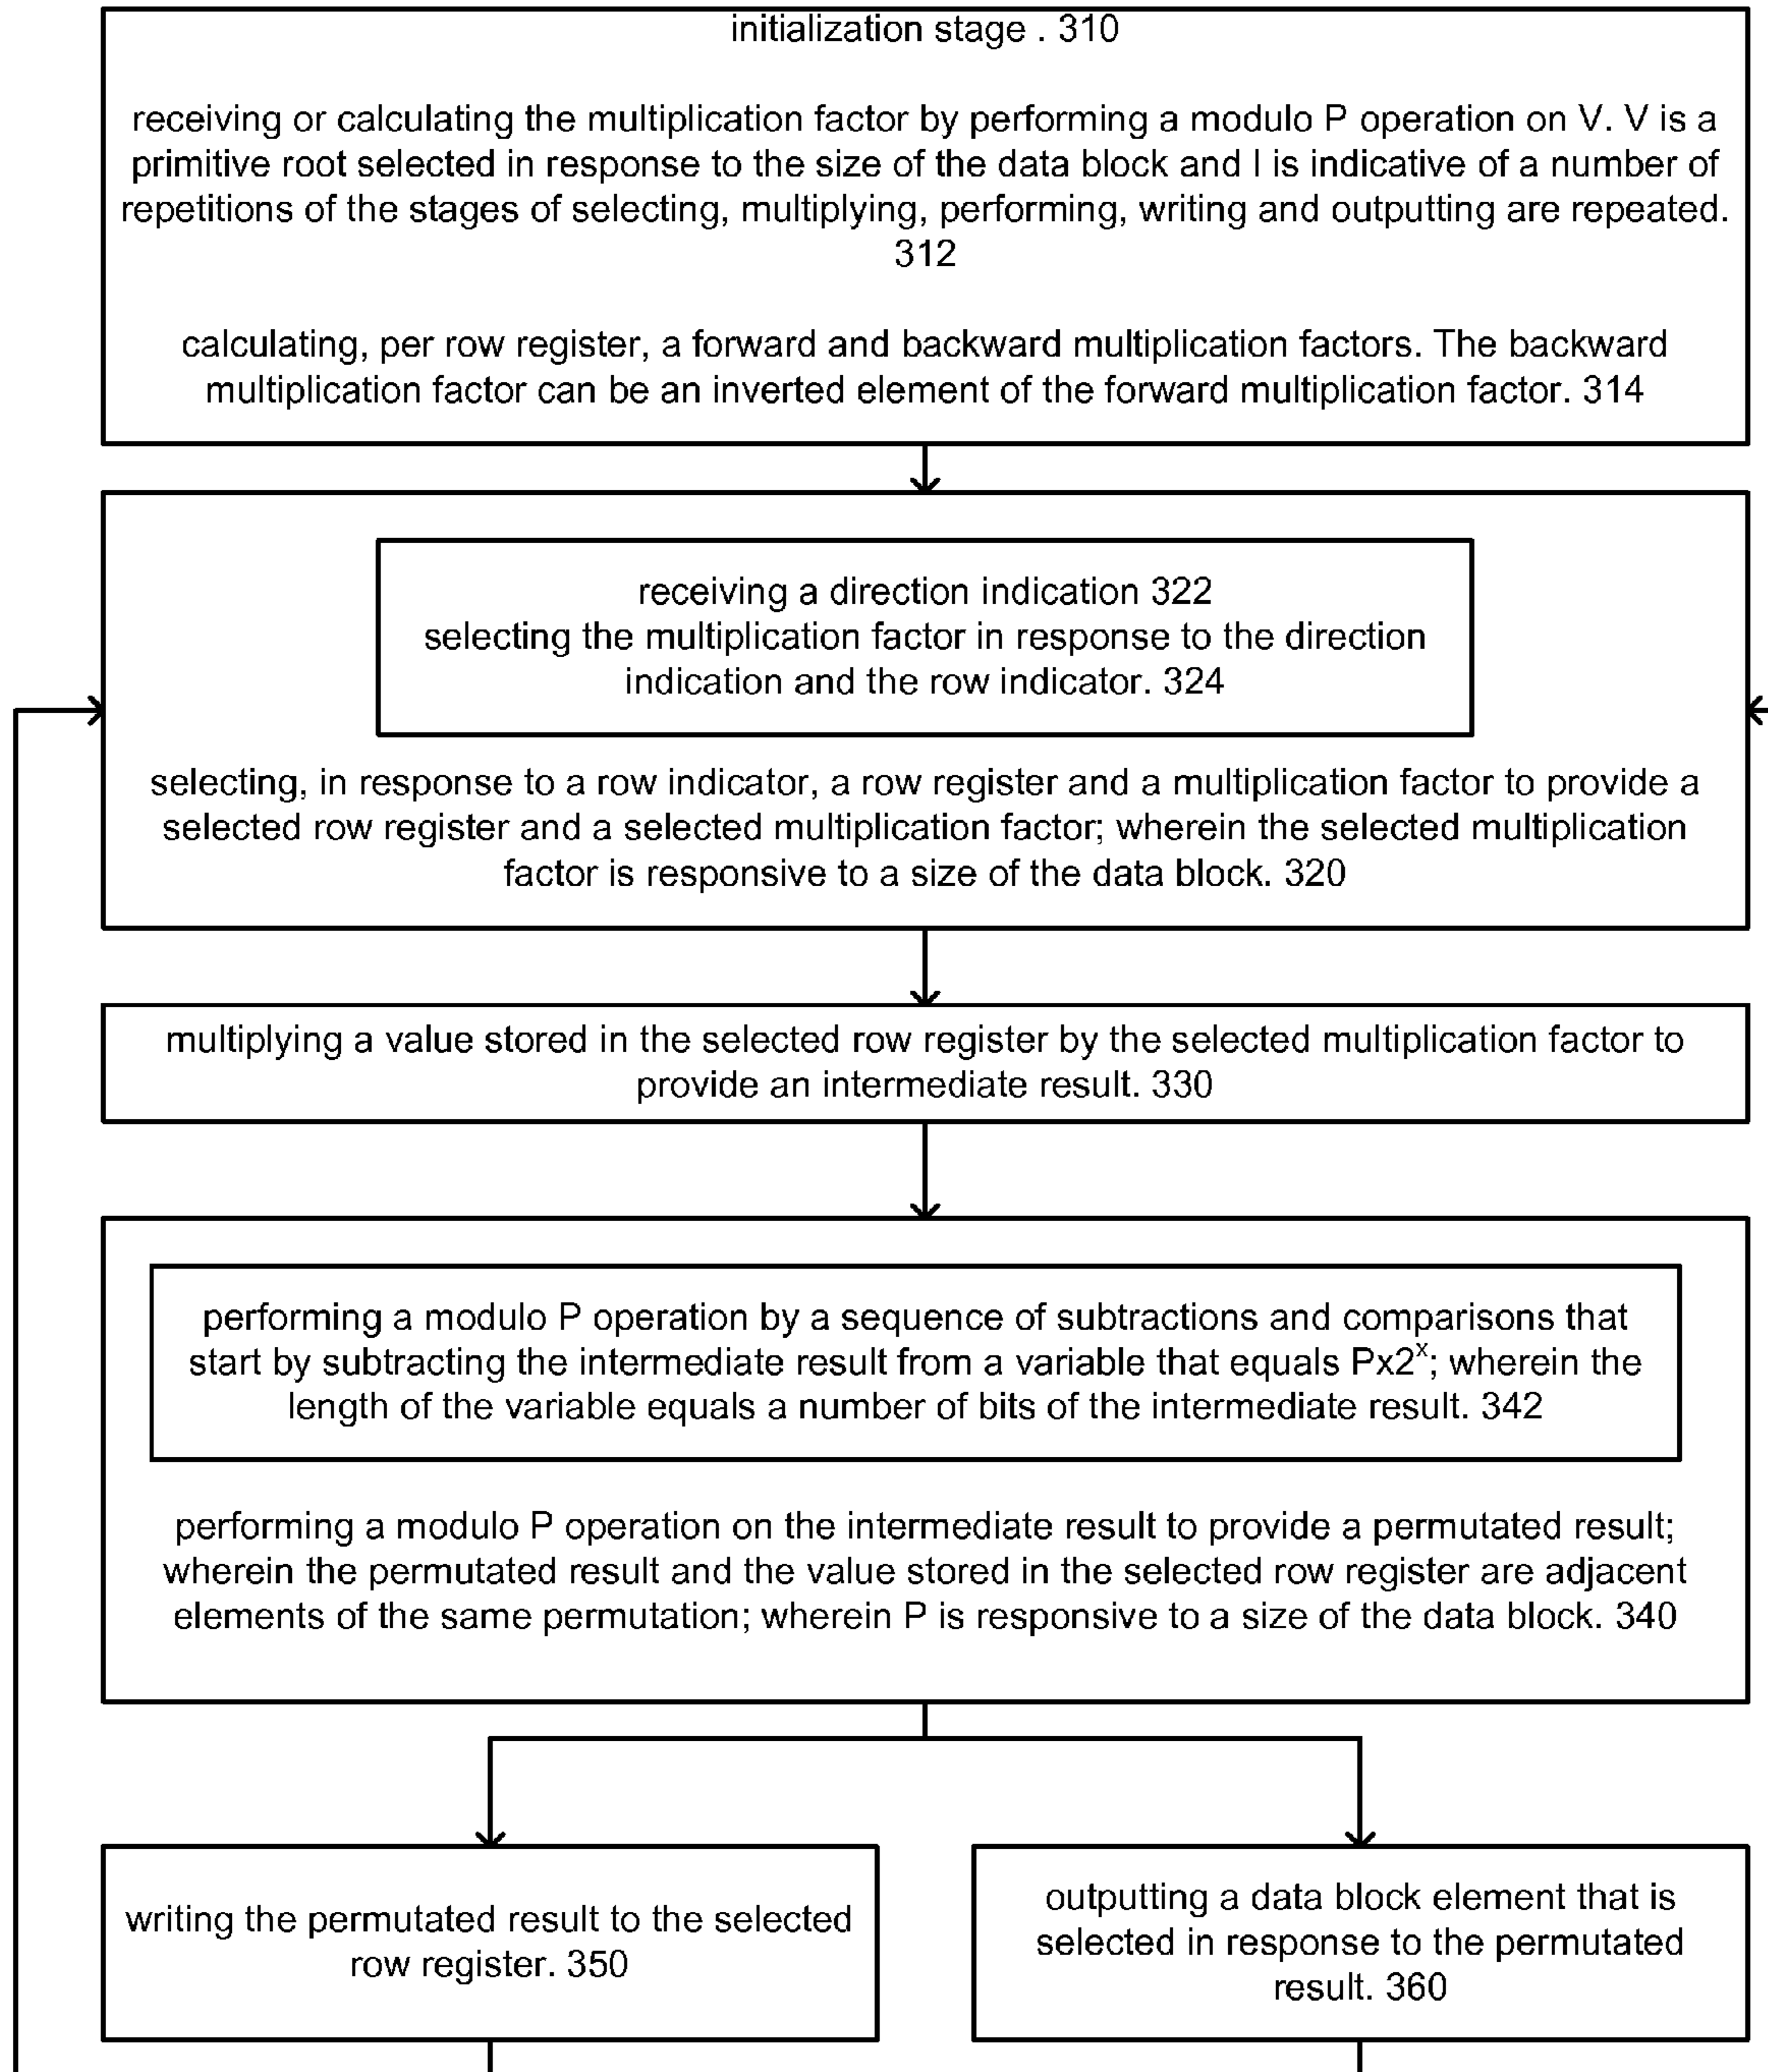 initialization stage . 310
receiving or calculating the multiplication factor by performing a modulo P operation on V. V is a
primitive root selected in response to the size of the data block and I is indicative of a number of
repetitions of the stages of selecting, multiplying, performing, writing and outputting are repeated.
312
calculating, per row register, a forward and backward multiplication factors. The backward
multiplication factor can be an inverted element of the forward multiplication factor. 314
receiving a direction indication 322
selecting the multiplication factor in response to the direction
indication and the row indicator. 324
selecting, in response to a row indicator, a row register and a multiplication factor to provide a
selected row register and a selected multiplication factor; wherein the selected multiplication
factor is responsive to a size of the data block. 320
multiplying a value stored in the selected row register by the selected multiplication factor to
provide an intermediate result. 330
performing a modulo P operation by a sequence of subtractions and comparisons that
start by subtracting the intermediate result from a variable that equals Px2ˣ; wherein the
length of the variable equals a number of bits of the intermediate result. 342
performing a modulo P operation on the intermediate result to provide a permutated result;
wherein the permutated result and the value stored in the selected row register are adjacent
elements of the same permutation; wherein P is responsive to a size of the data block. 340
writing the permutated result to the selected
row register. 350
outputting a data block element that is
selected in response to the permutated
result. 360